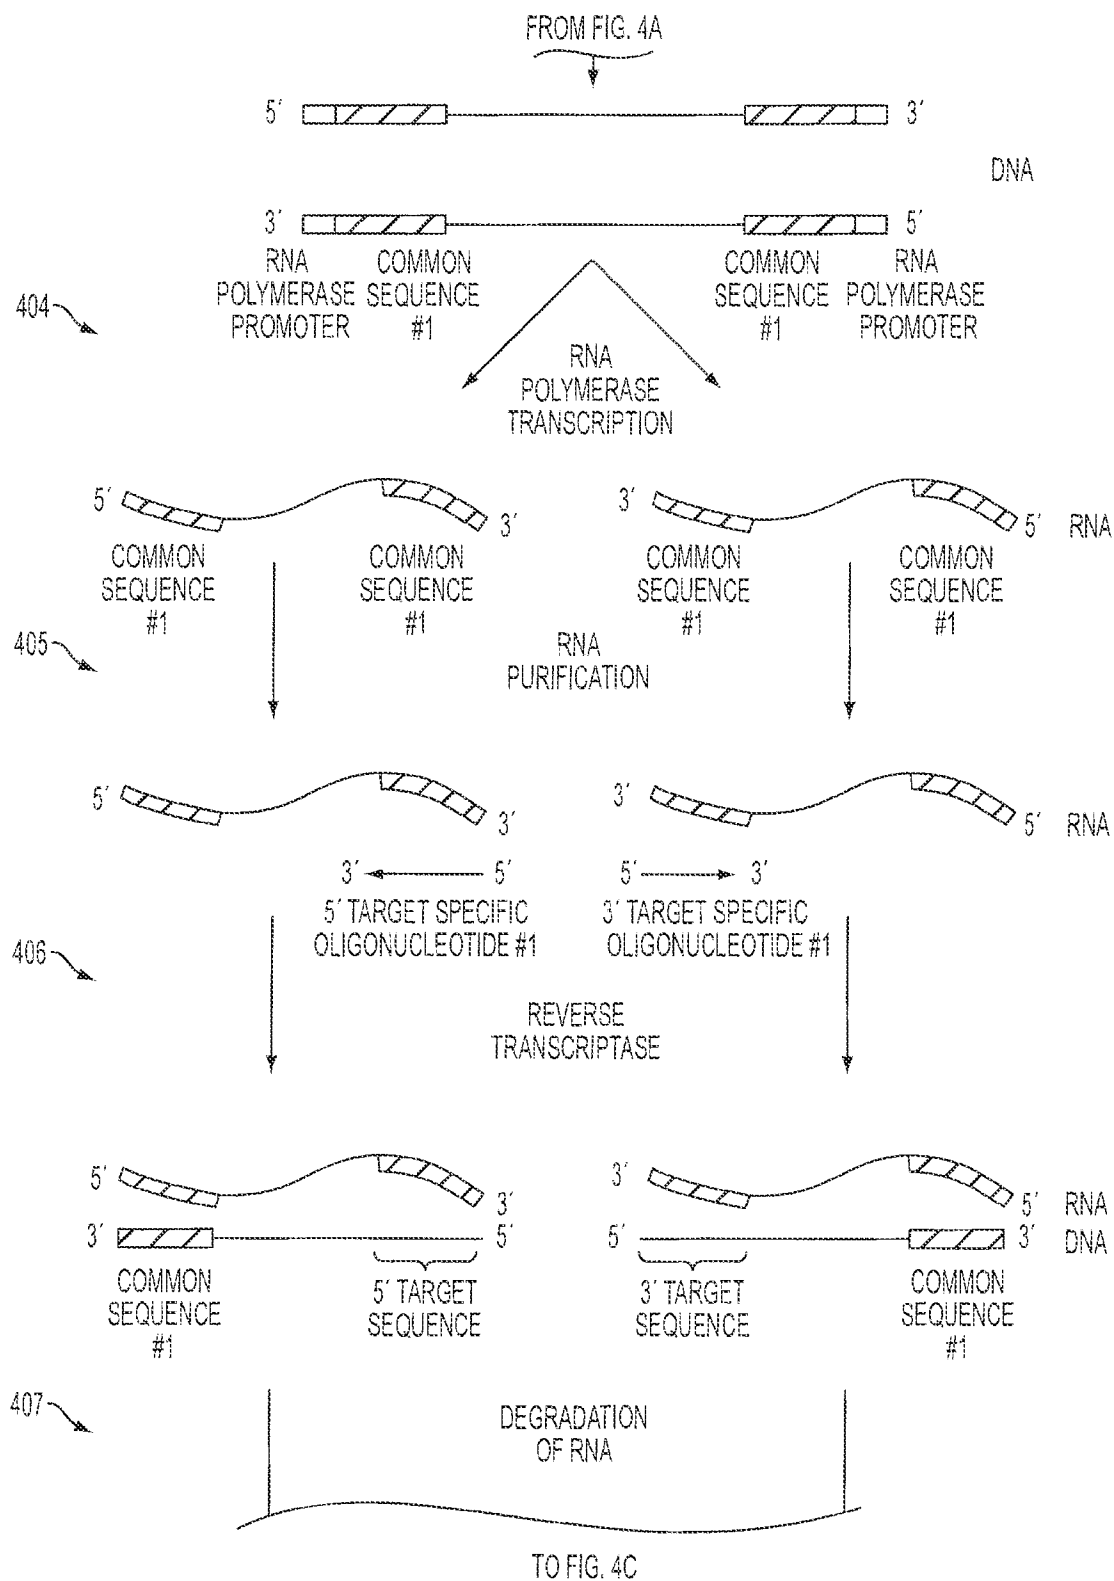 FROM FIG. 4A
5′ 3′
DNA
3′ 5′
RNA
POLYMERASE
PROMOTER
COMMON
SEQUENCE
#1
COMMON
SEQUENCE
#1
RNA
POLYMERASE
PROMOTER
404
RNA
POLYMERASE
TRANSCRIPTION
5′ 3′ 3′ 5′ RNA
COMMON
SEQUENCE
#1
COMMON
SEQUENCE
#1
COMMON
SEQUENCE
#1
COMMON
SEQUENCE
#1
405
RNA
PURIFICATION
5′ 3′ 3′ 5′ RNA
3′ 5′ 5′ 3′
5′ TARGET SPECIFIC
OLIGONUCLEOTIDE #1
3′ TARGET SPECIFIC
OLIGONUCLEOTIDE #1
406
REVERSE
TRANSCRIPTASE
5′ 3′ 3′ 5′ RNA
3′ 5′ 5′ 3′ DNA
COMMON
SEQUENCE
#1
5′ TARGET
SEQUENCE
3′ TARGET
SEQUENCE
COMMON
SEQUENCE
#1
407
DEGRADATION
OF RNA
TO FIG. 4C